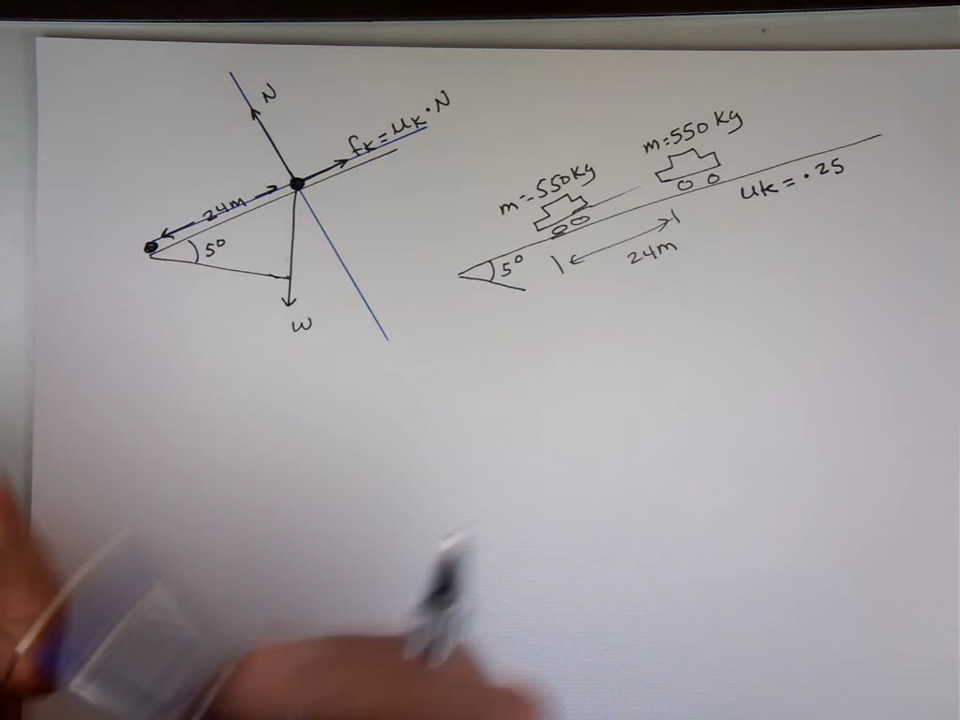 N
fk = μk · N
24m
5°
W
m = 550 kg
m = 550 kg
μk = .25
5°
24m